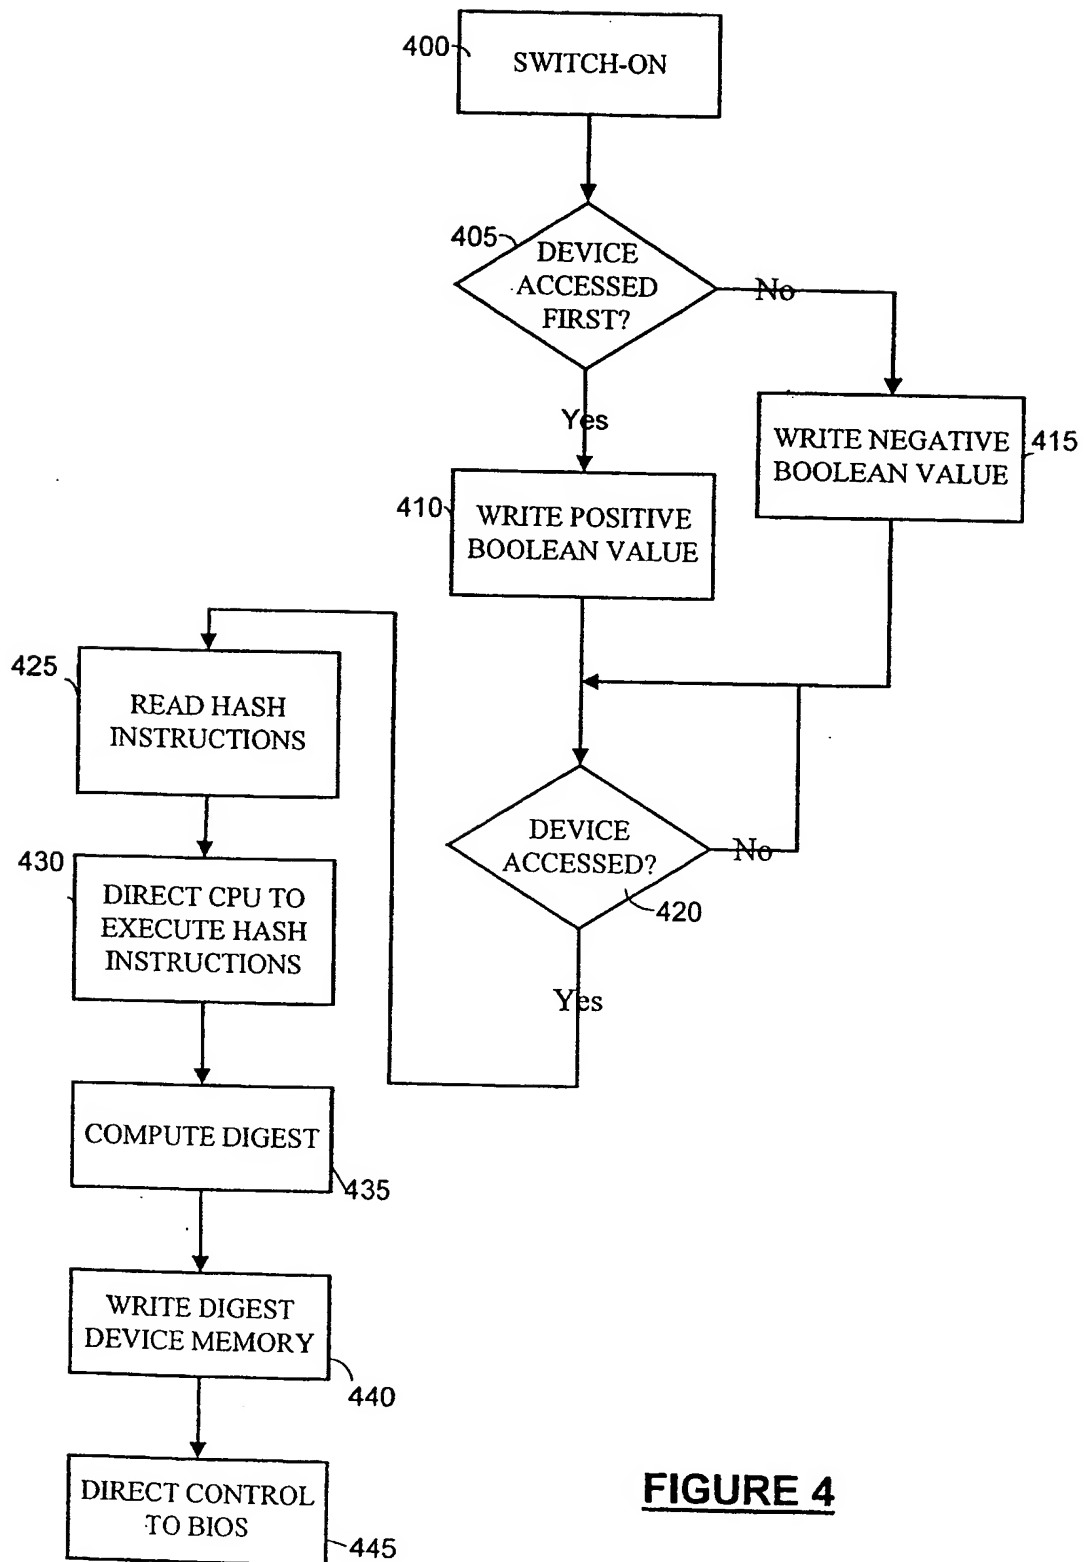 400
SWITCH-ON
405
DEVICE
ACCESSED
FIRST?
No
Yes
WRITE NEGATIVE
BOOLEAN VALUE
415
410
WRITE POSITIVE
BOOLEAN VALUE
425
READ HASH
INSTRUCTIONS
DEVICE
ACCESSED?
No
420
Yes
430
DIRECT CPU TO
EXECUTE HASH
INSTRUCTIONS
COMPUTE DIGEST
435
WRITE DIGEST
DEVICE MEMORY
440
DIRECT CONTROL
TO BIOS
445
FIGURE 4